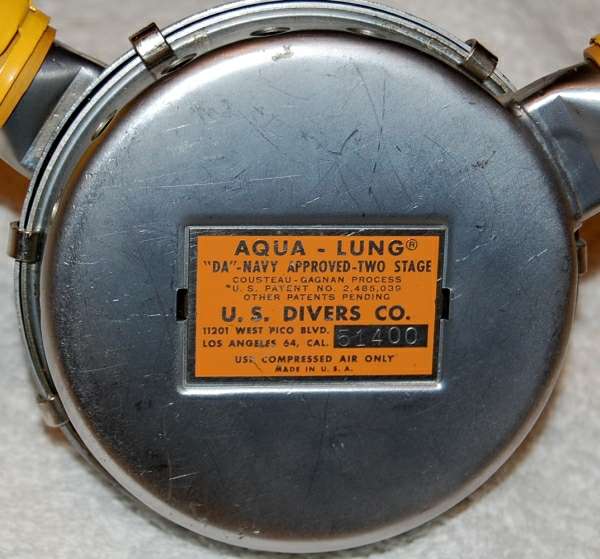 AQUA - LUNG®
"DA"-NAVY APPROVED-TWO STAGE
COUSTEAU-GAGNAN PROCESS
U. S. PATENT NO. 2,485,039
OTHER PATENTS PENDING
U. S. DIVERS CO.
11201 WEST PICO BLVD.
LOS ANGELES 64, CAL. 51400
USE COMPRESSED AIR ONLY
MADE IN U. S. A.